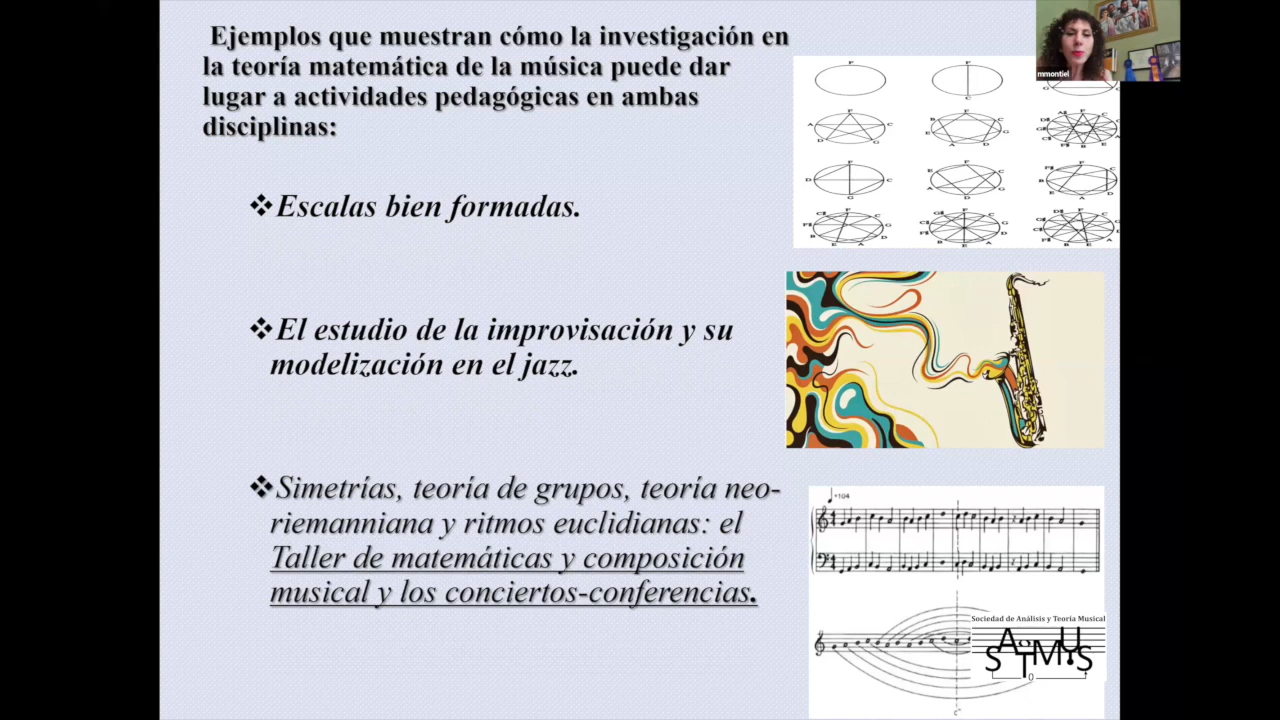 Ejemplos que muestran cómo la investigación en
la teoría matemática de la música puede dar
lugar a actividades pedagógicas en ambas
disciplinas:
❖Escalas bien formadas.
❖El estudio de la improvisación y su
modelización en el jazz.
❖Simetrías, teoría de grupos, teoría neo-
riemanniana y ritmos euclidianas: el
Taller de matemáticas y composición
musical y los conciertos-conferencias.
mmontiel
Sociedad de Análisis y Teoría Musical
SATMUS
0